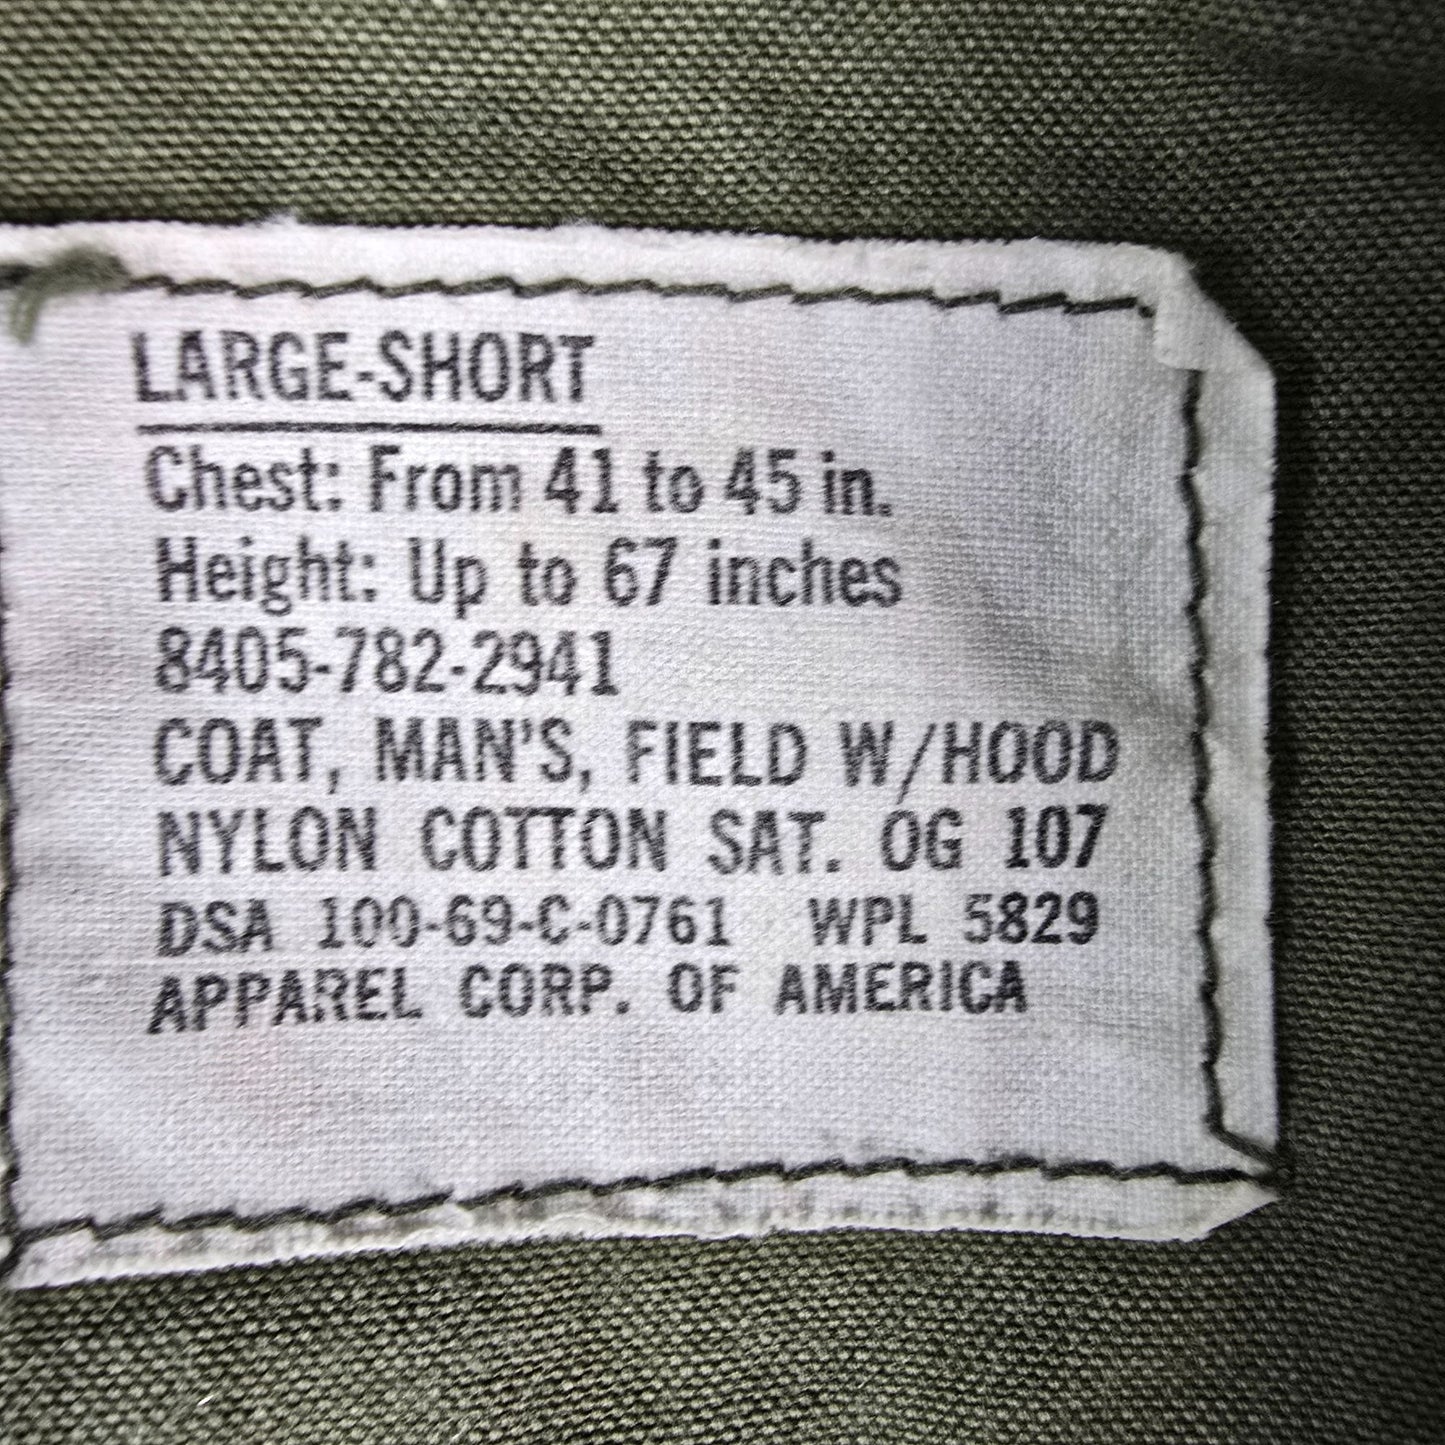 LARGE-SHORT
Chest: From 41 to 45 in.
Height: Up to 67 inches
8405-782-2941
COAT, MAN'S, FIELD W/HOOD
NYLON COTTON SAT. OG 107
DSA 100-69-C-0761 WPL 5829
APPAREL CORP. OF AMERICA